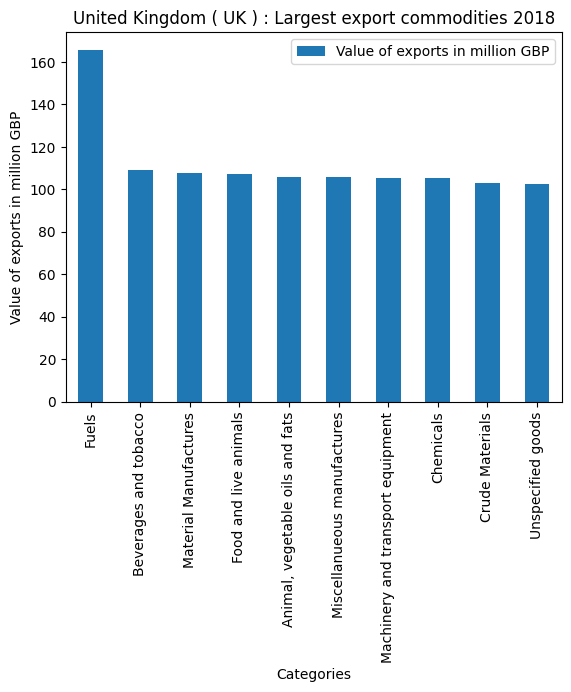 United Kingdom ( UK ) : Largest export commodities 2018
Value of exports in million GBP
Value of exports in million GBP
160
140
120
100
80
60
40
20
0
Fuels
Beverages and tobacco
Material Manufactures
Food and live animals
Animal, vegetable oils and fats
Miscellanueous manufactures
Machinery and transport equipment
Chemicals
Crude Materials
Unspecified goods
Categories